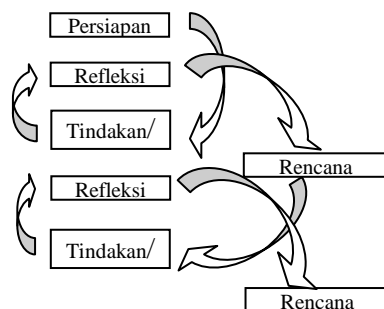 Persiapan
Refleksi
Tindakan/
Rencana
Refleksi
Tindakan/
Rencana